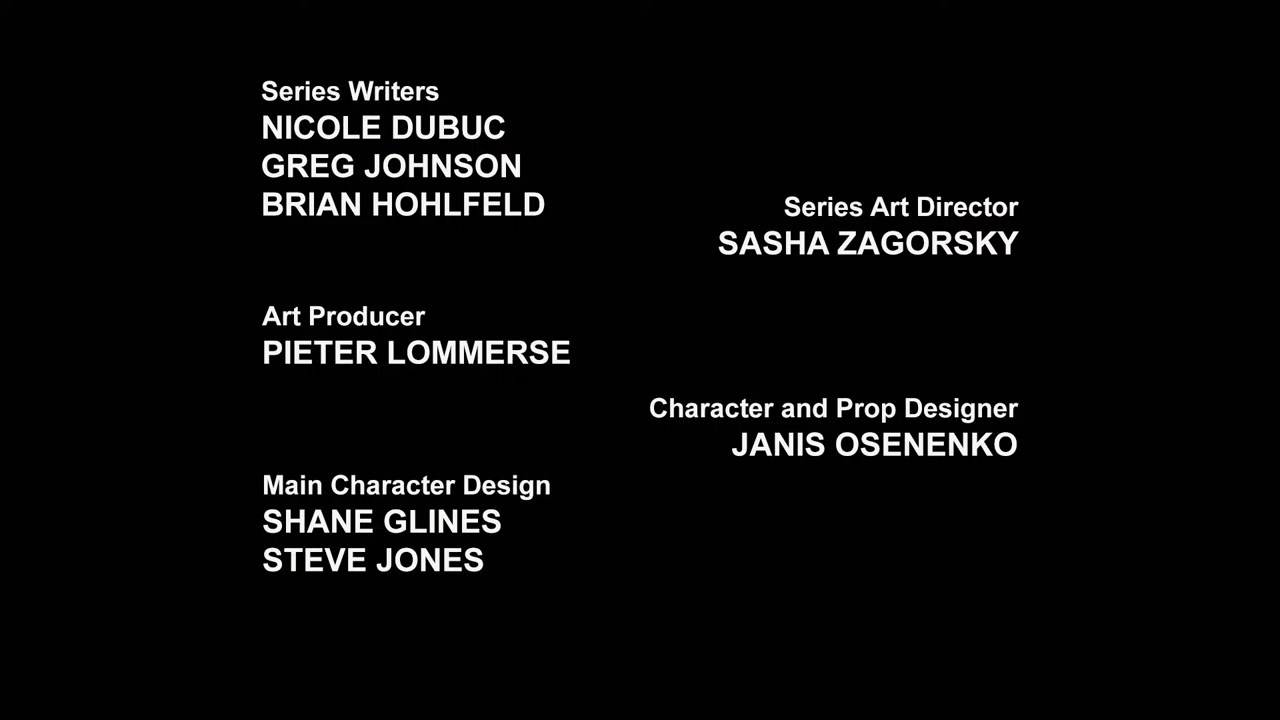 Series Writers
NICOLE DUBUC
GREG JOHNSON
BRIAN HOHLFELD
Series Art Director
SASHA ZAGORSKY
Art Producer
PIETER LOMMERSE
Character and Prop Designer
JANIS OSENENKO
Main Character Design
SHANE GLINES
STEVE JONES